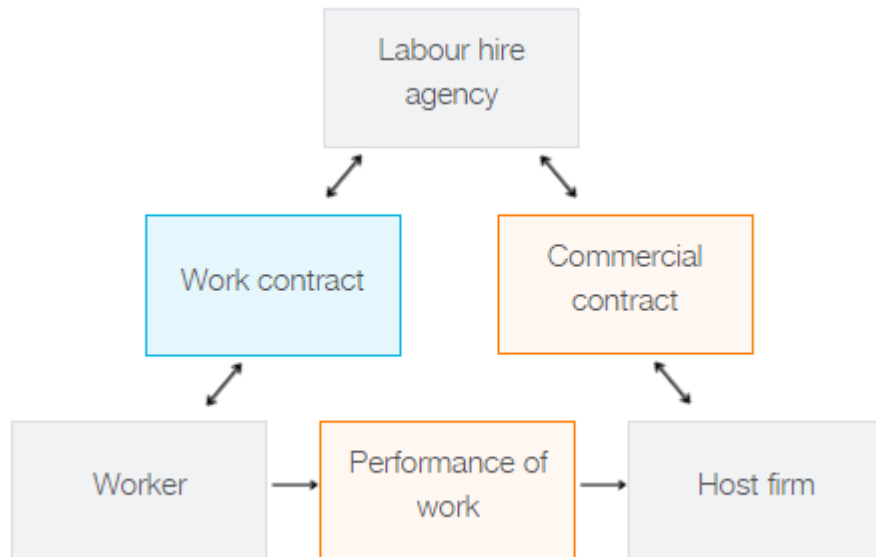 Labour hire
agency
Work contract
Commercial
contract
Worker
Performance of
work
Host firm